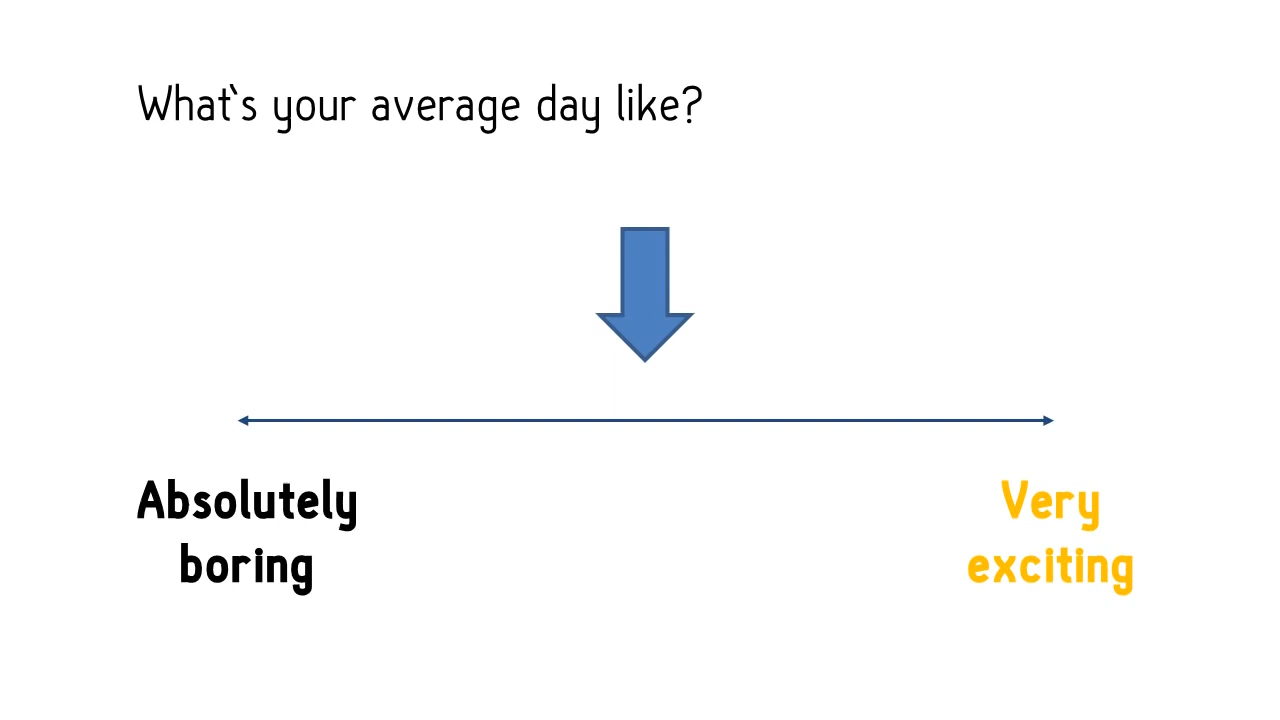 What`s your average day like?
Absolutely
boring
Very
exciting